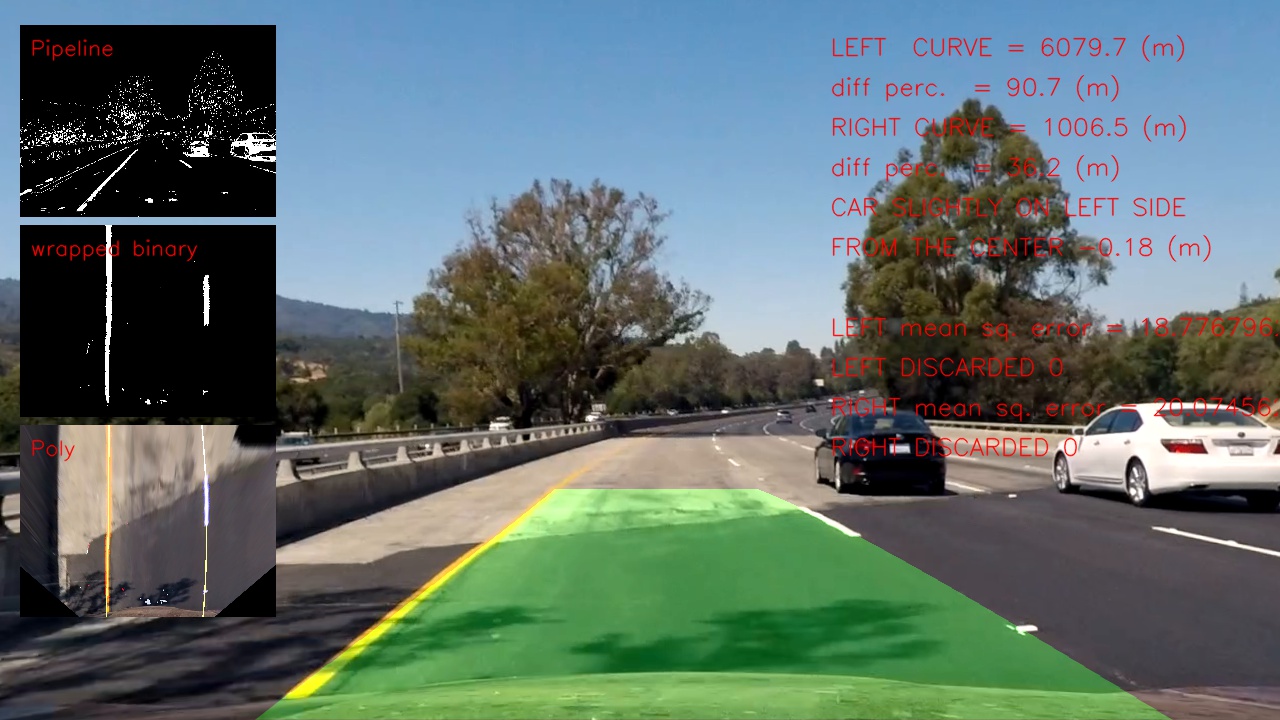 Pipeline
wrapped binary
Poly
LEFT CURVE = 6079.7 (m)
diff perc. = 90.7 (m)
RIGHT CURVE = 1006.5 (m)
diff perc. = 36.2 (m)
CAR SLIGHTLY ON LEFT SIDE
FROM THE CENTER -0.18 (m)
LEFT mean sq. error = 18.776796
LEFT DISCARDED 0
RIGHT mean sq. error = 20.07456
RIGHT DISCARDED 0